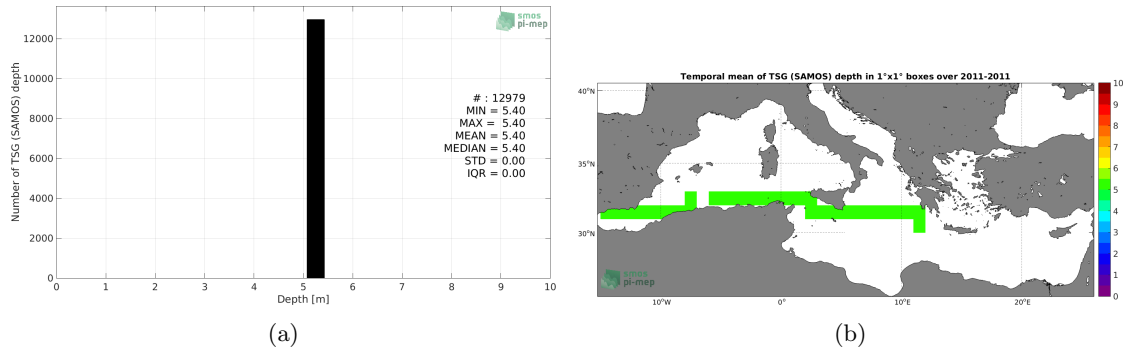 smos
pi-mep
12000
10000
8000
6000
4000
2000
0
Number of TSG (SAMOS) depth
# : 12979
MIN = 5.40
MAX = 5.40
MEAN = 5.40
MEDIAN = 5.40
STD = 0.00
IQR = 0.00
0 1 2 3 4 5 6 7 8 9 10
Depth [m]
(a)
Temporal mean of TSG (SAMOS) depth in 1°x1° boxes over 2011-2011
40°N
35°N
30°N
10°W 0° 10°E 20°E
smos
pi-mep
10
9
8
7
6
5
4
3
2
1
0
(b)